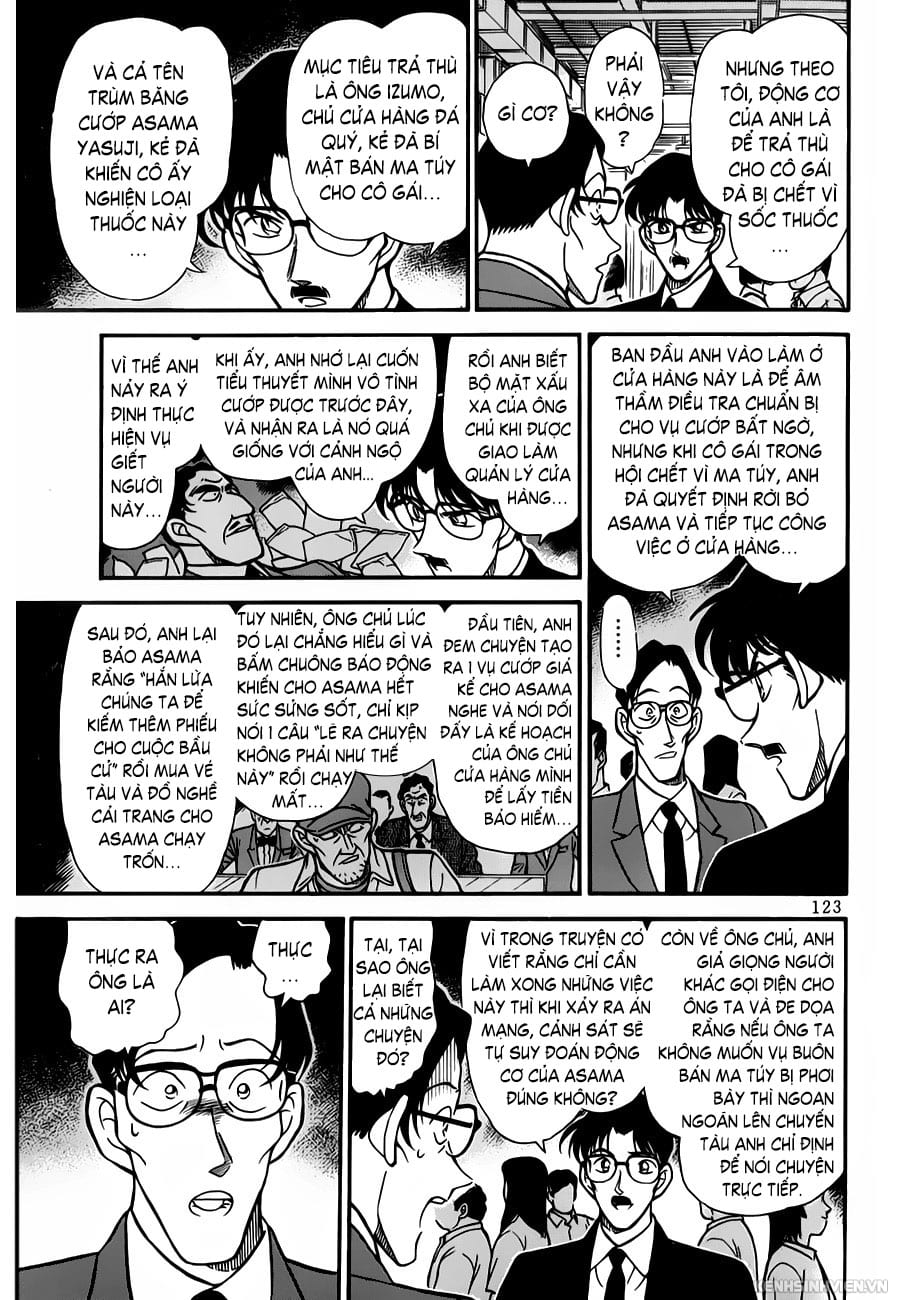 NHƯNG THEO
TÔI, ĐỘNG CƠ
CỦA ANH LÀ
ĐỂ TRẢ THÙ
CHO CÔ GÁI
ĐÃ BỊ CHẾT VÌ
SỐC THUỐC
...
PHẢI
VẬY
KHÔNG
?
GÌ CƠ?
MỤC TIÊU TRẢ THÙ
LÀ ÔNG IZUMO,
CHỦ CỬA HÀNG ĐÁ
QUÝ, KẺ ĐÃ BÍ
MẬT BÁN MA TÚY
CHO CÔ GÁI...
VÀ CẢ TÊN
TRÙM BĂNG
CƯỚP ASAMA
YASUJI, KẺ ĐÃ
KHIẾN CÔ ẤY
NGHIỆN LOẠI
THUỐC NÀY
...
BAN ĐẦU ANH VÀO LÀM Ở
CỬA HÀNG NÀY LÀ ĐỂ ÂM
THẦM ĐIỀU TRA CHUẨN BỊ
CHO VỤ CƯỚP BẤT NGỜ,
NHƯNG KHI CÔ GÁI TRONG
HỘI CHẾT VÌ MA TÚY, ANH
ĐÃ QUYẾT ĐỊNH RỜI BỎ
ASAMA VÀ TIẾP TỤC CÔNG
VIỆC Ở CỬA HÀNG...
......
RỒI ANH BIẾT
BỘ MẶT XẤU
XA CỦA ÔNG
CHỦ KHI ĐƯỢC
GIAO LÀM
QUẢN LÝ CỬA
HÀNG...
KHI ẤY, ANH NHỚ LẠI CUỐN
TIỂU THUYẾT MÌNH VÔ TÌNH
CƯỚP ĐƯỢC TRƯỚC ĐÂY,
VÀ NHẬN RA LÀ NÓ QUÁ
GIỐNG VỚI CẢNH NGỘ
CỦA ANH...
VÌ THẾ ANH
NẢY RA Ý
ĐỊNH THỰC
HIỆN VỤ
GIẾT
NGƯỜI
NÀY...
ĐẦU TIÊN, ANH
ĐEM CHUYỆN TẠO
RA 1 VỤ CƯỚP GIẢ
KỂ CHO ASAMA
NGHE VÀ NÓI DỐI
ĐẤY LÀ KẾ HOẠCH
CỦA ÔNG CHỦ
CỬA HÀNG MÌNH
ĐỂ LẤY TIỀN
BẢO HIỂM...
TUY NHIÊN, ÔNG CHỦ LÚC
ĐÓ LẠI CHẲNG HIỂU GÌ VÀ
BẤM CHUÔNG BÁO ĐỘNG
KHIẾN CHO ASAMA HẾT
SỨC SỬNG SỐT, CHỈ KỊP
NÓI 1 CÂU "LẼ RA CHUYỆN
KHÔNG PHẢI NHƯ THẾ
NÀY" RỒI CHẠY
MẤT...
SAU ĐÓ, ANH LẠI
BẢO ASAMA
RẰNG "HẮN LỪA
CHÚNG TA ĐỂ
KIẾM THÊM PHIẾU
CHO CUỘC BẦU
CỬ" RỒI MUA VÉ
TÀU VÀ ĐỒ NGHỀ
CẢI TRANG CHO
ASAMA CHẠY
TRỐN...
123
CÒN VỀ ÔNG CHỦ, ANH
GIẢ GIỌNG NGƯỜI
KHÁC GỌI ĐIỆN CHO
ÔNG TA VÀ ĐE DỌA
RẰNG NẾU ÔNG TA
KHÔNG MUỐN VỤ BUÔN
BÁN MA TÚY BỊ PHƠI
BÀY THÌ NGOAN
NGOÃN LÊN CHUYẾN
TÀU ANH CHỈ ĐỊNH
ĐỂ NÓI CHUYỆN
TRỰC TIẾP.
VÌ TRONG TRUYỆN CÓ
VIẾT RẰNG CHỈ CẦN
LÀM XONG NHỮNG VIỆC
NÀY THÌ KHI XẢY RA ÁN
MẠNG, CẢNH SÁT SẼ
TỰ SUY ĐOÁN ĐỘNG
CƠ CỦA ASAMA
ĐÚNG KHÔNG?
TẠI, TẠI
SAO ÔNG
LẠI BIẾT
CẢ NHỮNG
CHUYỆN
ĐÓ?
THỰC
...
THỰC RA
ÔNG LÀ
AI?
KENHSINHVIEN.VN